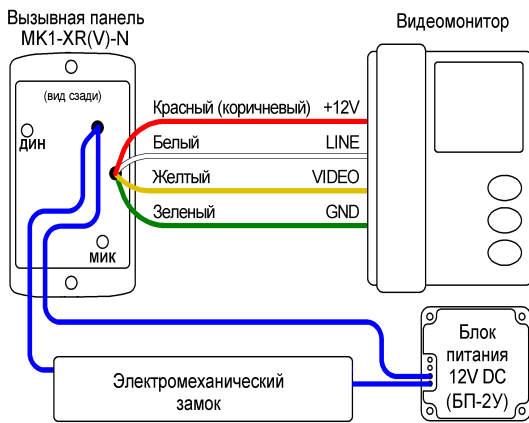 Вызывная панель
MK1-XR(V)-N
Видеомонитор
(вид сзади)
ДИН
МИК
Красный (коричневый) +12V
Белый LINE
Желтый VIDEO
Зеленый GND
Электромеханический
замок
Блок
питания
12V DC
(БП-2У)